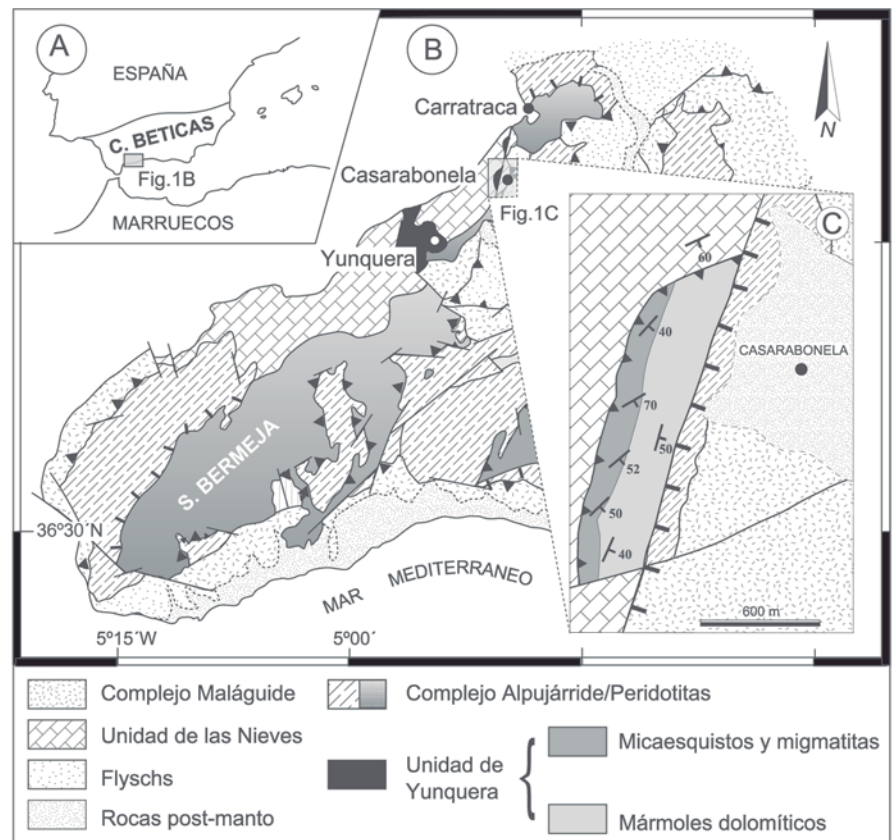 A
ESPAÑA
C. BETICAS
Fig.1B
MARRUECOS
B
Carratraca
Casarabonela
Fig.1C
Yunquera
S. BERMEJA
36º30´N
MAR MEDITERRANEO
5º15´W
5º00´
N
C
60
40
CASARABONELA
70
50
52
50
40
600 m
Complejo Maláguide
Unidad de las Nieves
Flyschs
Rocas post-manto
Complejo Alpujárride/Peridotitas
Unidad de
Yunquera
Micaesquistos y migmatitas
Mármoles dolomíticos